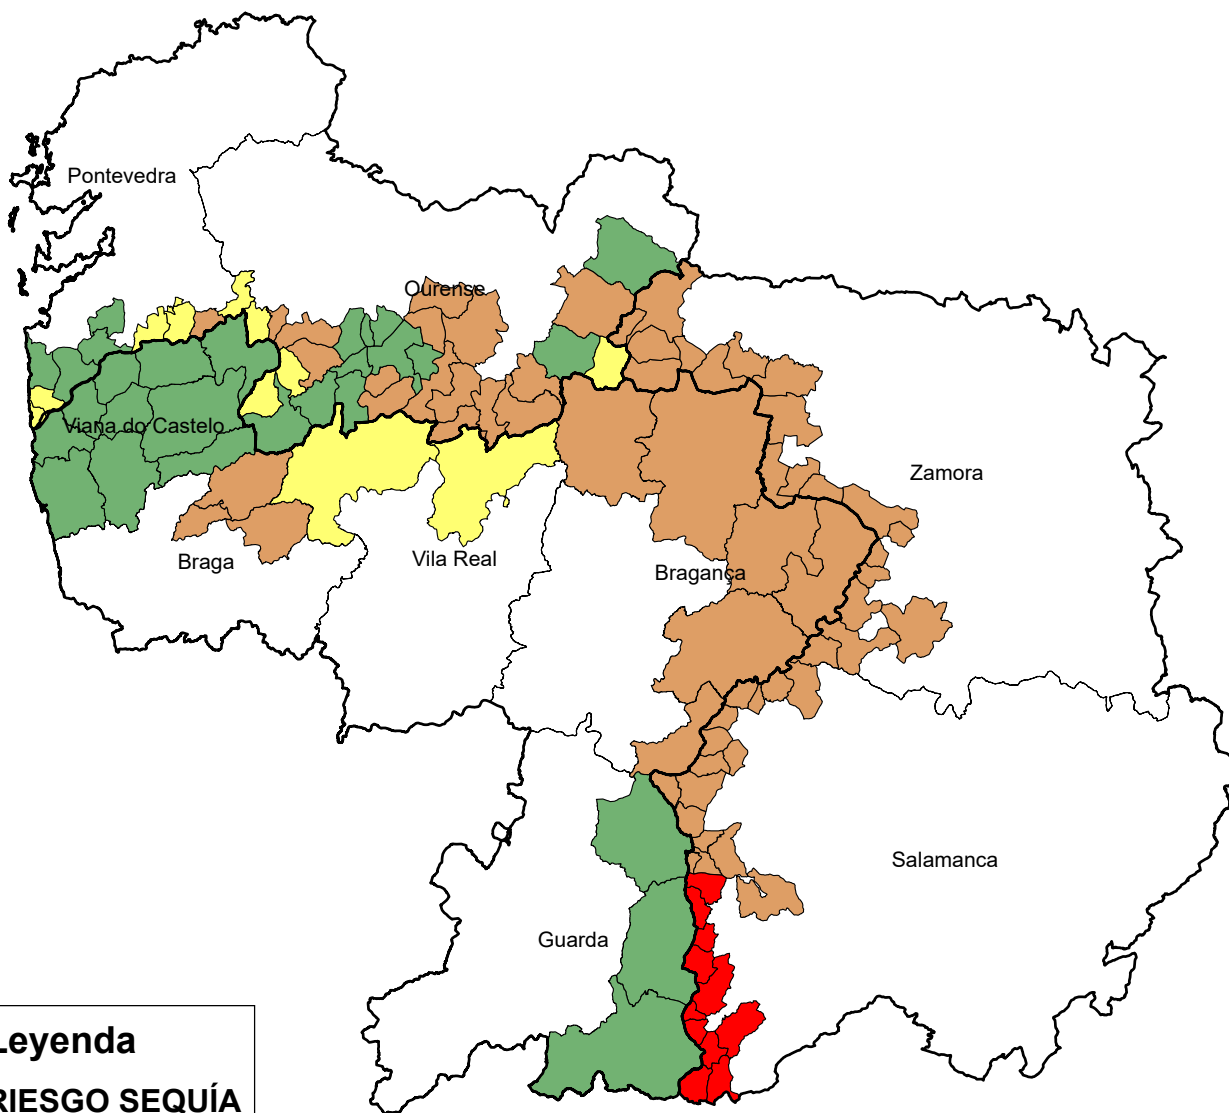 Pontevedra
Ourense
Viana do Castelo
Zamora
Braga
Vila Real
Bragança
Salamanca
Guarda
Leyenda
RIESGO SEQUÍA